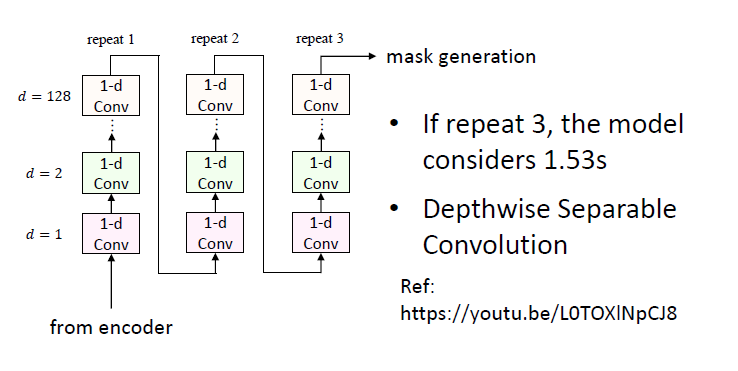 repeat 1 repeat 2 repeat 3
mask generation
d = 128
1-d Conv
1-d Conv
1-d Conv
d = 2
1-d Conv
1-d Conv
1-d Conv
d = 1
1-d Conv
1-d Conv
1-d Conv
from encoder
• If repeat 3, the model
considers 1.53s
• Depthwise Separable
Convolution
Ref:
https://youtu.be/L0TOXlNpCJ8